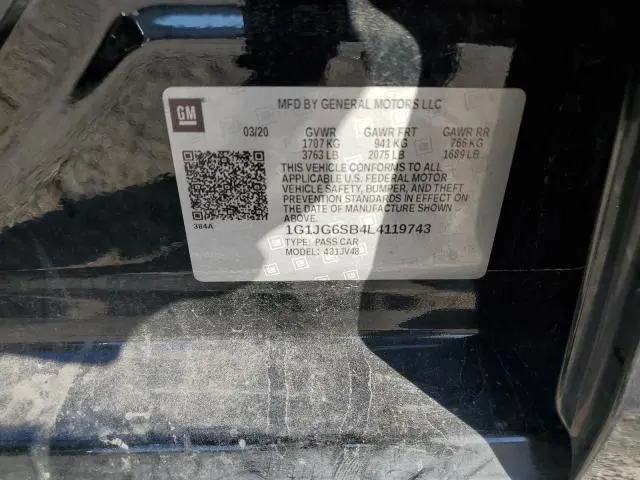 GM
MFD BY GENERAL MOTORS LLC
03/20 GVWR GAWR FRT GAWR RR
1707 KG 941 KG 766 KG
3763 LB 2075 LB 1689 LB
THIS VEHICLE CONFORMS TO ALL
APPLICABLE U.S. FEDERAL MOTOR
VEHICLE SAFETY, BUMPER, AND THEFT
PREVENTION STANDARDS IN EFFECT ON
THE DATE OF MANUFACTURE SHOWN
ABOVE.
384A
1G1JG6SB4L4119743
TYPE: PASS CAR
MODEL: 431JV48